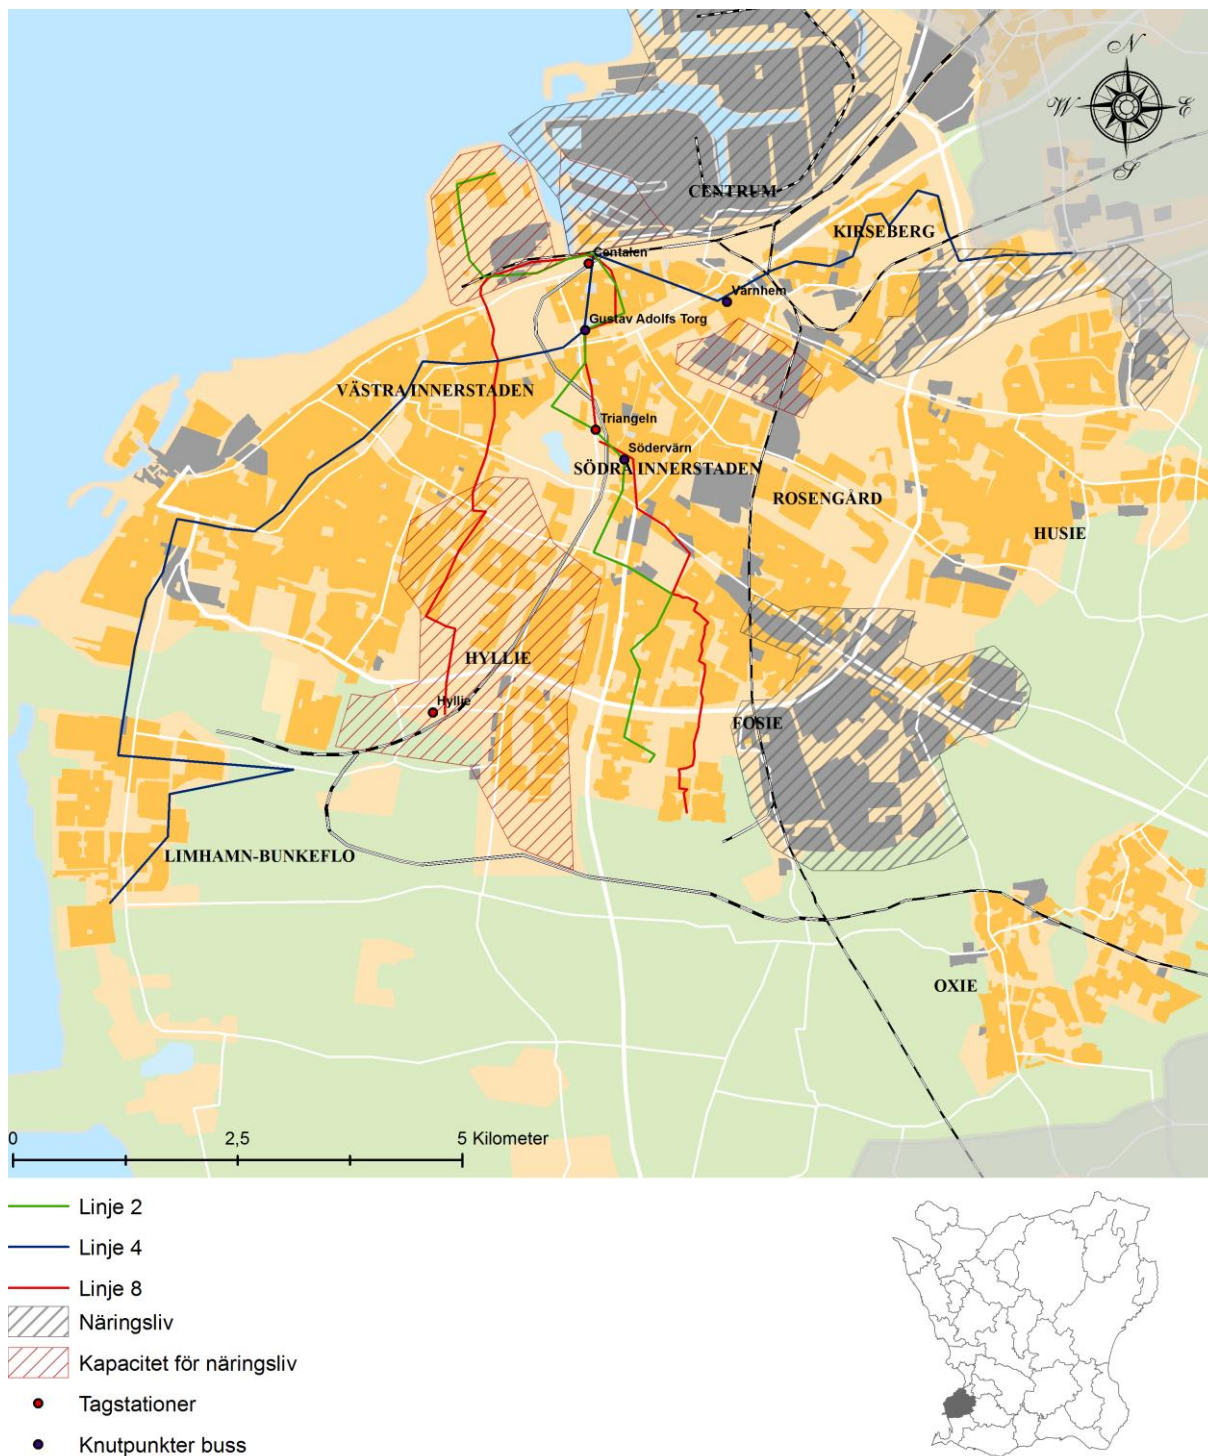 N
W E
S
CENTRUM
KIRSEBERG
Centalen
Värnhem
Gustav Adolfs Torg
VÄSTRA INNERSTADEN
Triangeln
Södervärn
SÖDRA INNERSTADEN
ROSENGÅRD
HUSIE
HYLLIE
Hyllie
FOSIE
LIMHAMN-BUNKEFLO
OXIE
0 2,5 5 Kilometer
Linje 2
Linje 4
Linje 8
Näringsliv
Kapacitet för näringsliv
Tagstationer
Knutpunkter buss